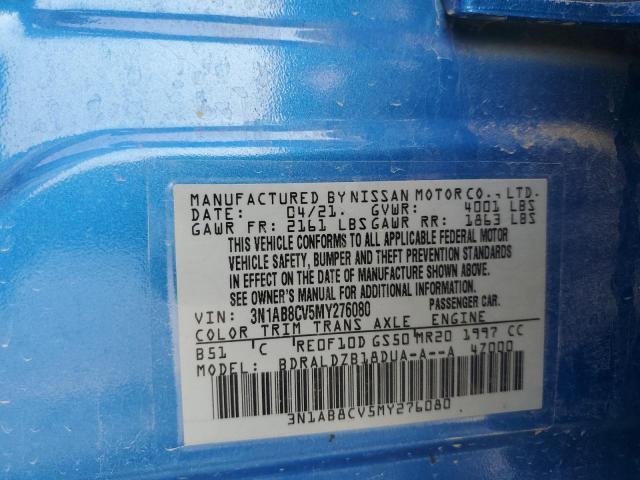 MANUFACTURED BY NISSAN MOTOR CO., LTD.
DATE: 04/21. GVWR: 4001 LBS
GAWR FR: 2161 LBS GAWR RR: 1863 LBS
THIS VEHICLE CONFORMS TO ALL APPLICABLE FEDERAL MOTOR
VEHICLE SAFETY, BUMPER AND THEFT PREVENTION STANDARDS
IN EFFECT ON THE DATE OF MANUFACTURE SHOWN ABOVE.
SEE OWNER'S MANUAL FOR ADDITIONAL INFORMATION.
VIN: 3N1AB8CV5MY276080 PASSENGER CAR.
COLOR TRIM TRANS AXLE ENGINE
B51 C RE0F10D GS50 MR20 1997 CC
MODEL: BDRALDZB18DUA-A--A 47000
3N1AB8CV5MY276080